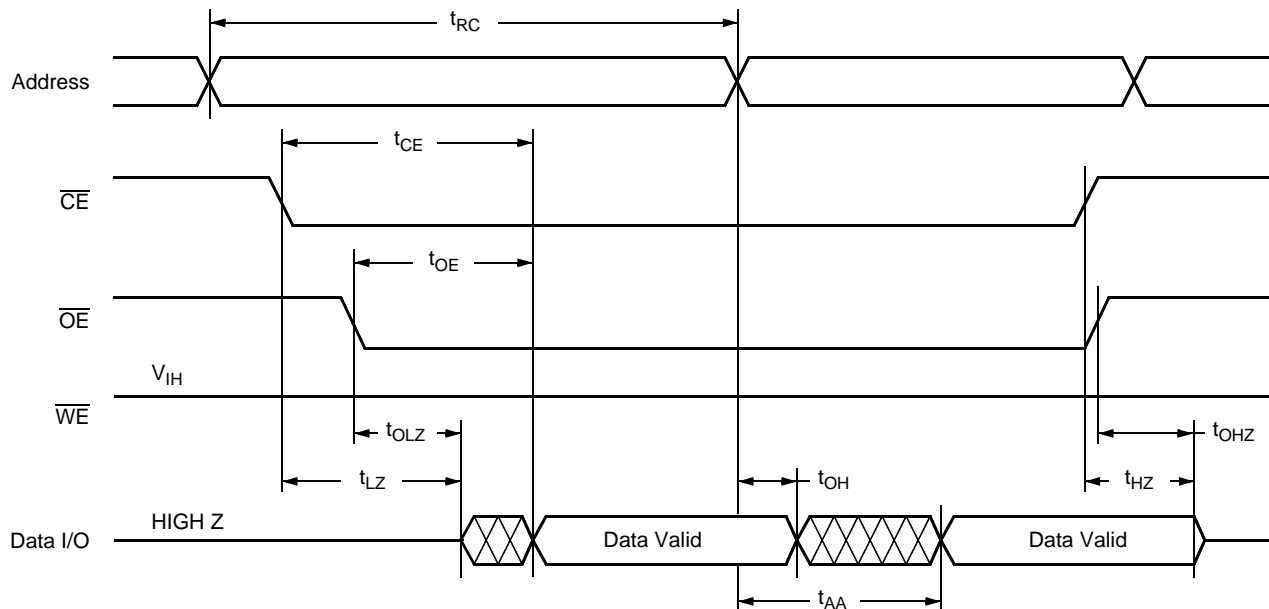 tRC
Address
tCE
CE
tOE
OE
VIH
WE
tOLZ
tOHZ
tLZ
tOH
tHZ
HIGH Z
Data I/O
Data Valid
Data Valid
tAA